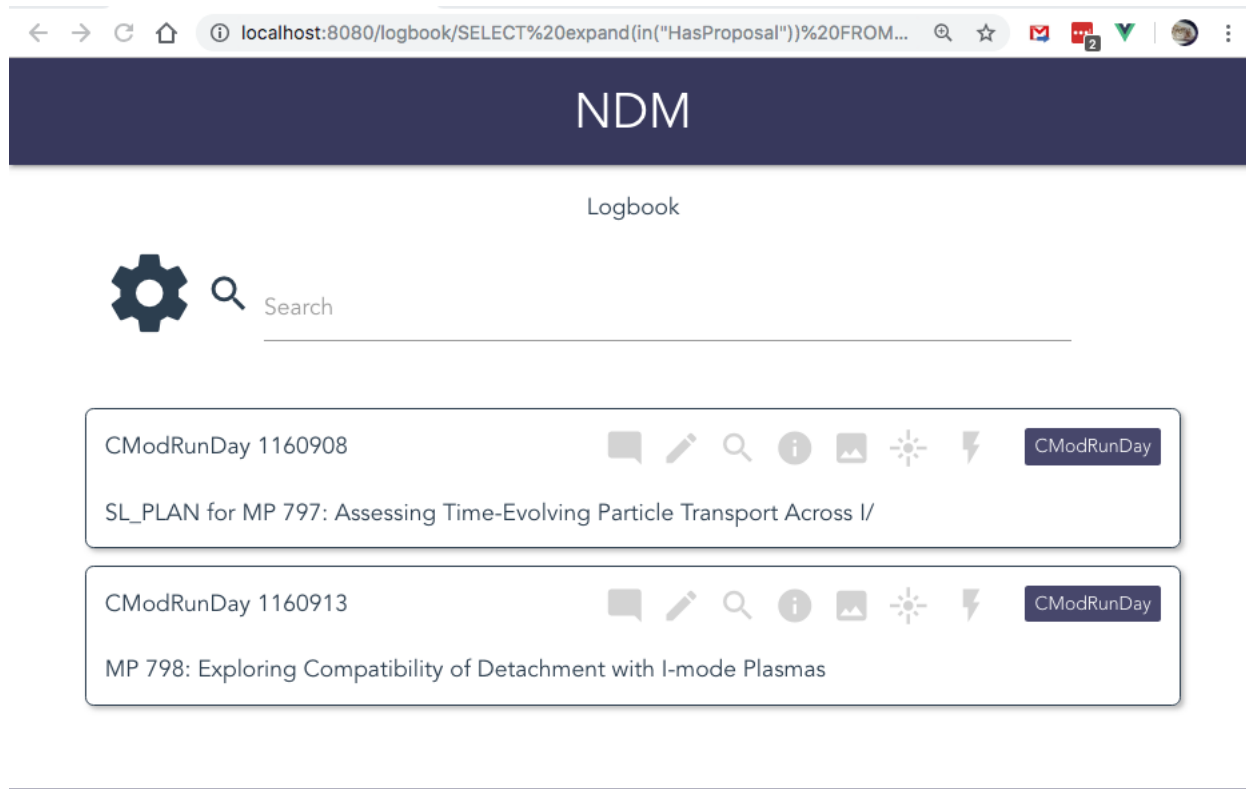 localhost:8080/logbook/SELECT%20expand(in("HasProposal"))%20FROM...
2
NDM
Logbook
Search
CModRunDay 1160908
CModRunDay
SL_PLAN for MP 797: Assessing Time-Evolving Particle Transport Across I/
CModRunDay 1160913
CModRunDay
MP 798: Exploring Compatibility of Detachment with I-mode Plasmas